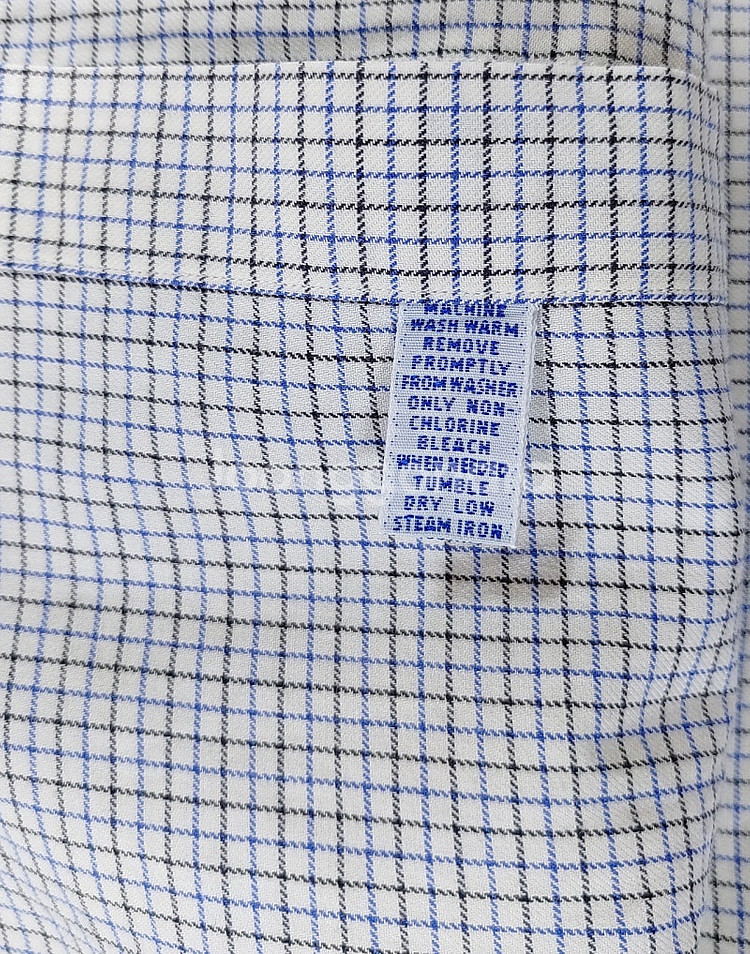 MACHINE
WASH WARM
REMOVE
PROMPTLY
FROM WASHER
ONLY NON-
CHLORINE
BLEACH
WHEN NEEDED
TUMBLE
DRY LOW
STEAM IRON